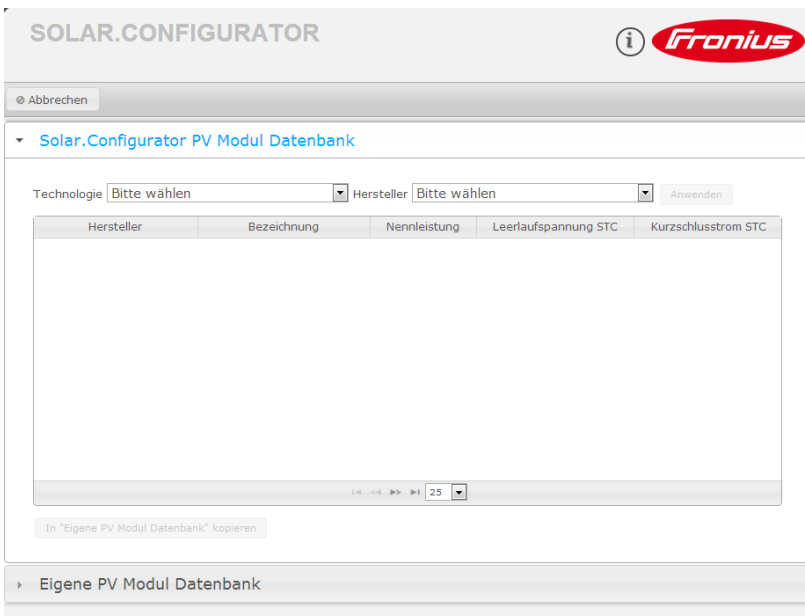 SOLAR.CONFIGURATOR
i Fronius
Abbrechen
Solar.Configurator PV Modul Datenbank
Technologie Bitte wählen Hersteller Bitte wählen Anwenden
Hersteller Bezeichnung Nennleistung Leerlaufspannung STC Kurzschlusstrom STC
25
In "Eigene PV Modul Datenbank" kopieren
Eigene PV Modul Datenbank